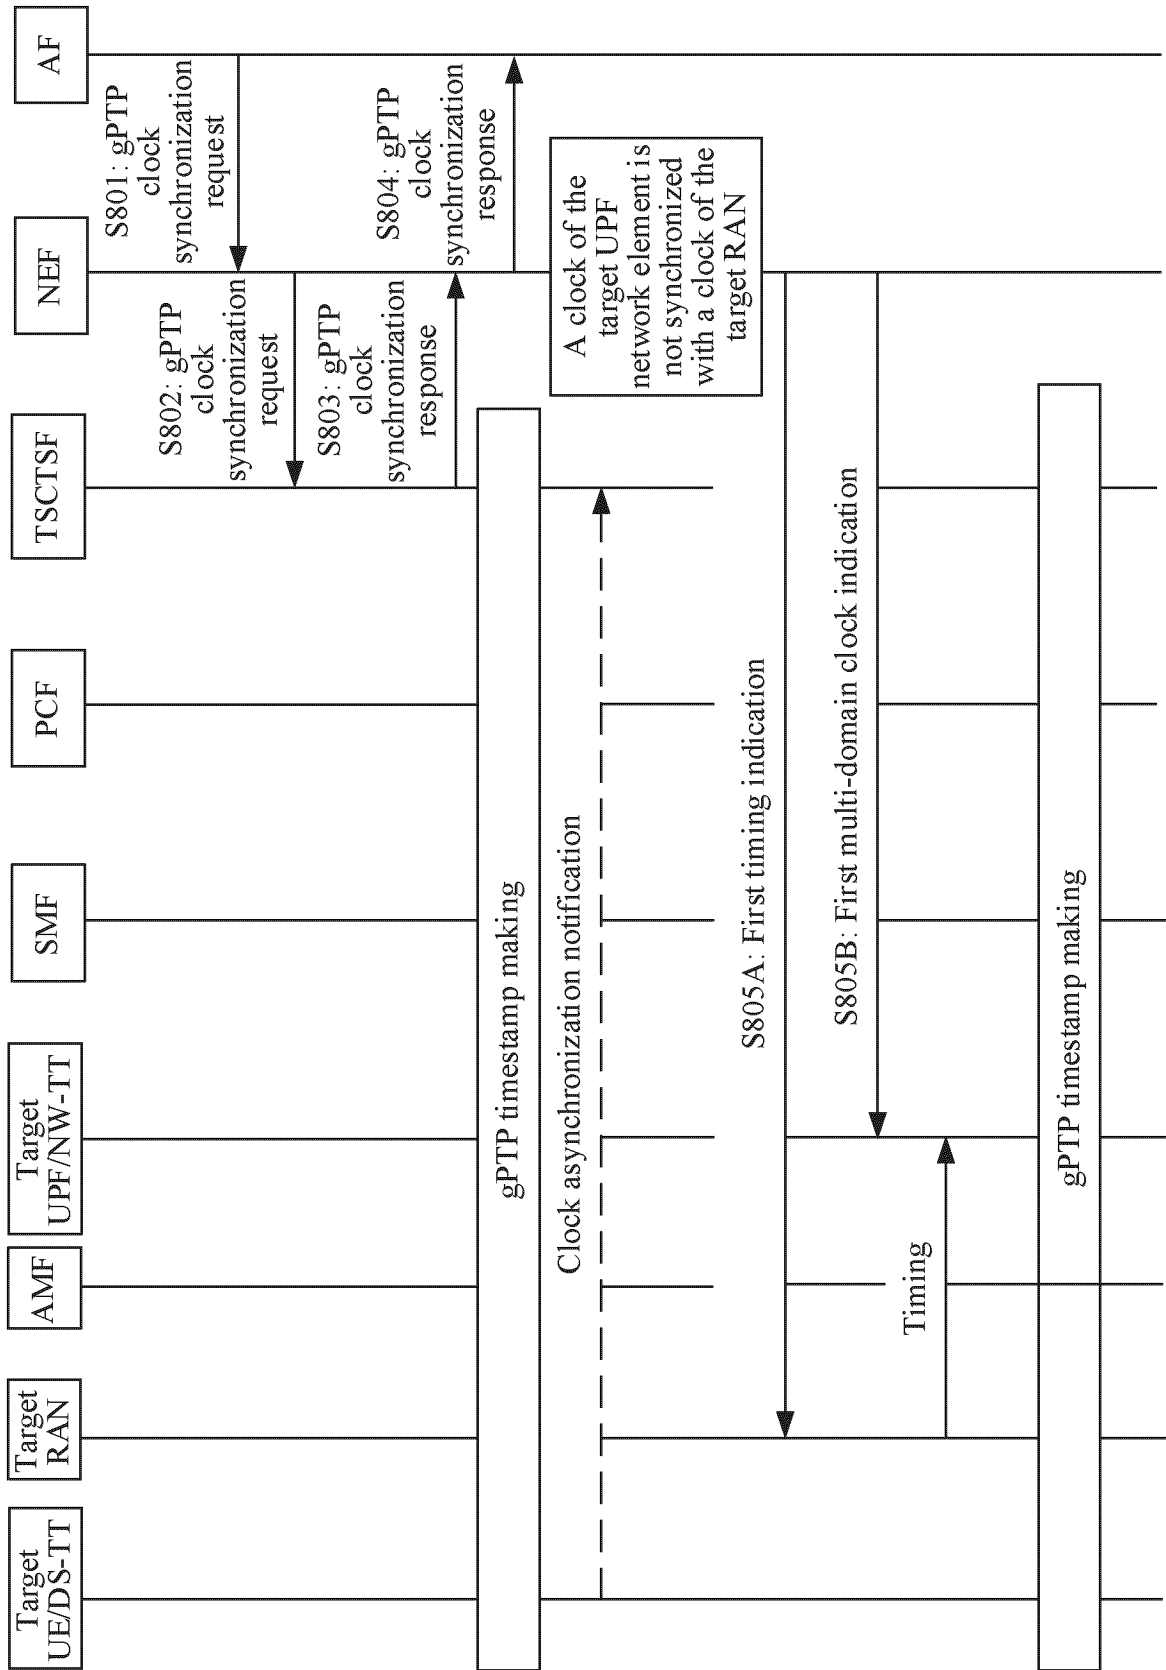 Target
UE/DS-TT
Target
RAN
AMF
Target
UPF/NW-TT
SMF
PCF
TSCTSF
NEF
AF
S801: gPTP
clock
synchronization
request
S802: gPTP
clock
synchronization
request
S803: gPTP
clock
synchronization
response
S804: gPTP
clock
synchronization
response
gPTP timestamp making
Clock asynchronization notification
A clock of the
target UPF
network element is
not synchronized
with a clock of the
target RAN
S805A: First timing indication
S805B: First multi-domain clock indication
Timing
gPTP timestamp making